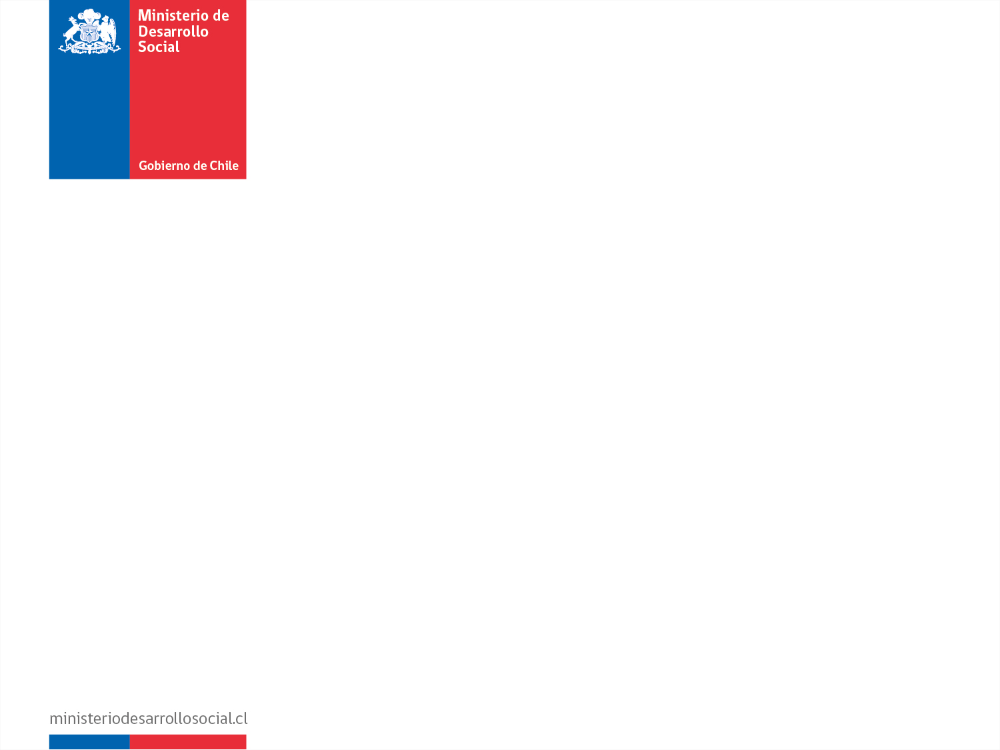 Ministerio de
Desarrollo
Social
Gobierno de Chile
ministeriodesarrollosocial.cl